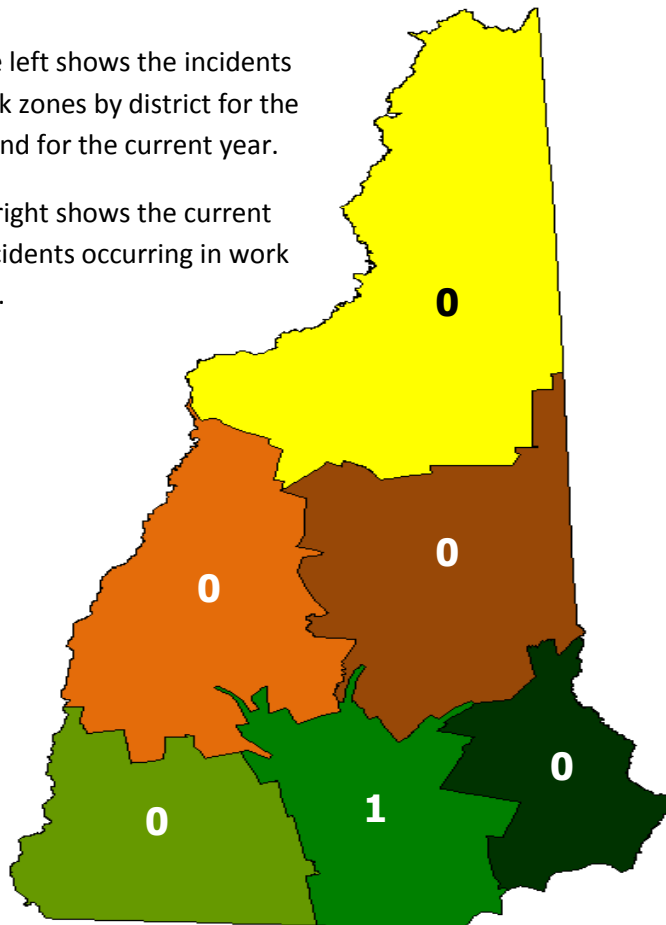 left shows the incidents
zones by district for the
nd for the current year.
right shows the current
cidents occurring in work
.
0
0
0
0
1
0